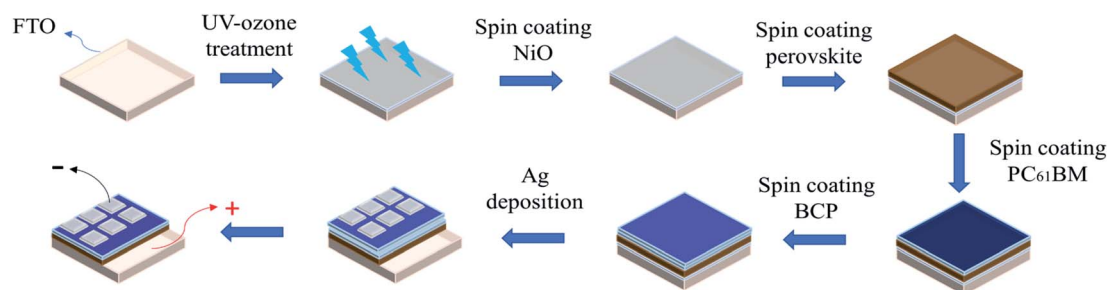 FTO
UV-ozone
treatment
Spin coating
NiO
Spin coating
perovskite
Spin coating
PC₆₁BM
Spin coating
BCP
Ag
deposition
-
+